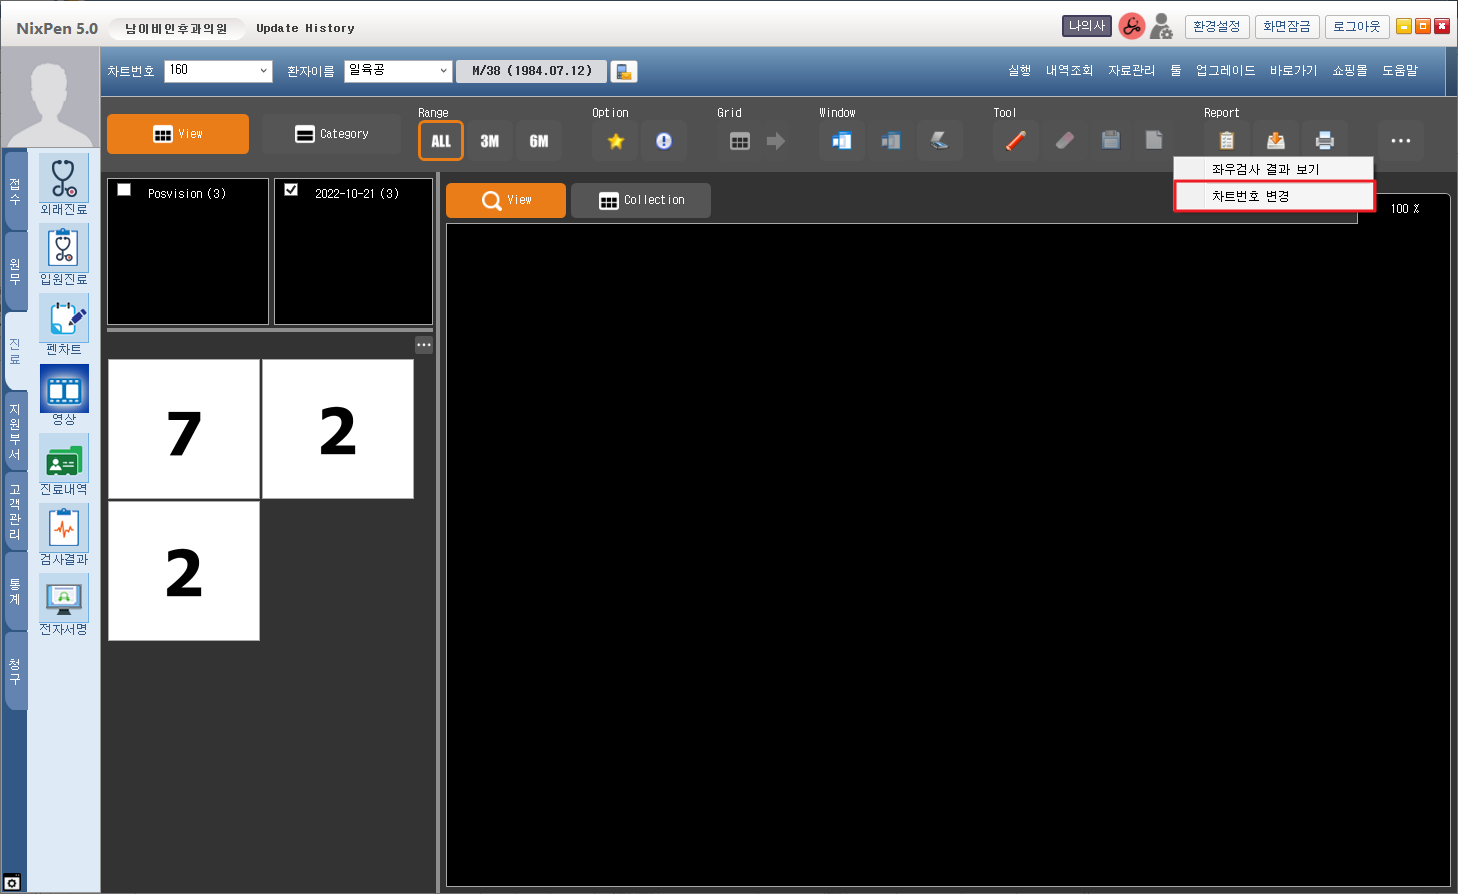 NixPen 5.0 남이비인후과의원 Update History 나의사 환경설정 화면잠금 로그아웃
차트번호 160 환자이름 일육공 M/38 (1984.07.12) 실행 내역조회 자료관리 툴 업그레이드 바로가기 쇼핑몰 도움말
Range Option Grid Window Tool Report
View Category ALL 3M 6M
좌우검사 결과 보기
차트번호 변경
100 %
Posvision (3) 2022-10-21 (3)
View Collection
7 2
2
접수
원무
진료
지원부서
고객관리
통계
청구
외래진료
입원진료
펜차트
영상
진료내역
검사결과
전자서명